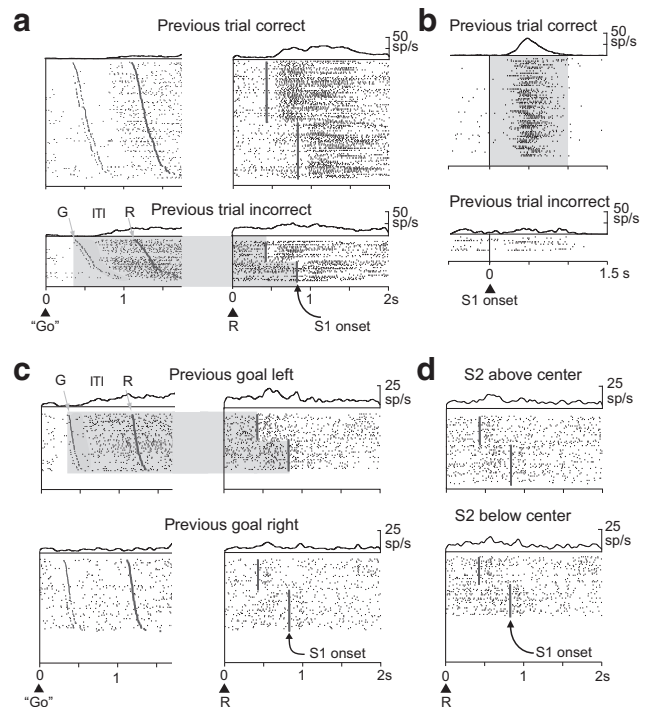 a
Previous trial correct
50
sp/s
b
Previous trial correct
50
sp/s
G
ITI
R
Previous trial incorrect
50
sp/s
0
1
0
1
2s
"Go"
R
S1 onset
Previous trial incorrect
50
sp/s
0
1.5 s
S1 onset
c
G
ITI
R
Previous goal left
25
sp/s
d
S2 above center
25
sp/s
Previous goal right
25
sp/s
S2 below center
25
sp/s
S1 onset
S1 onset
0
1
0
1
2s
0
1
2s
"Go"
R
R